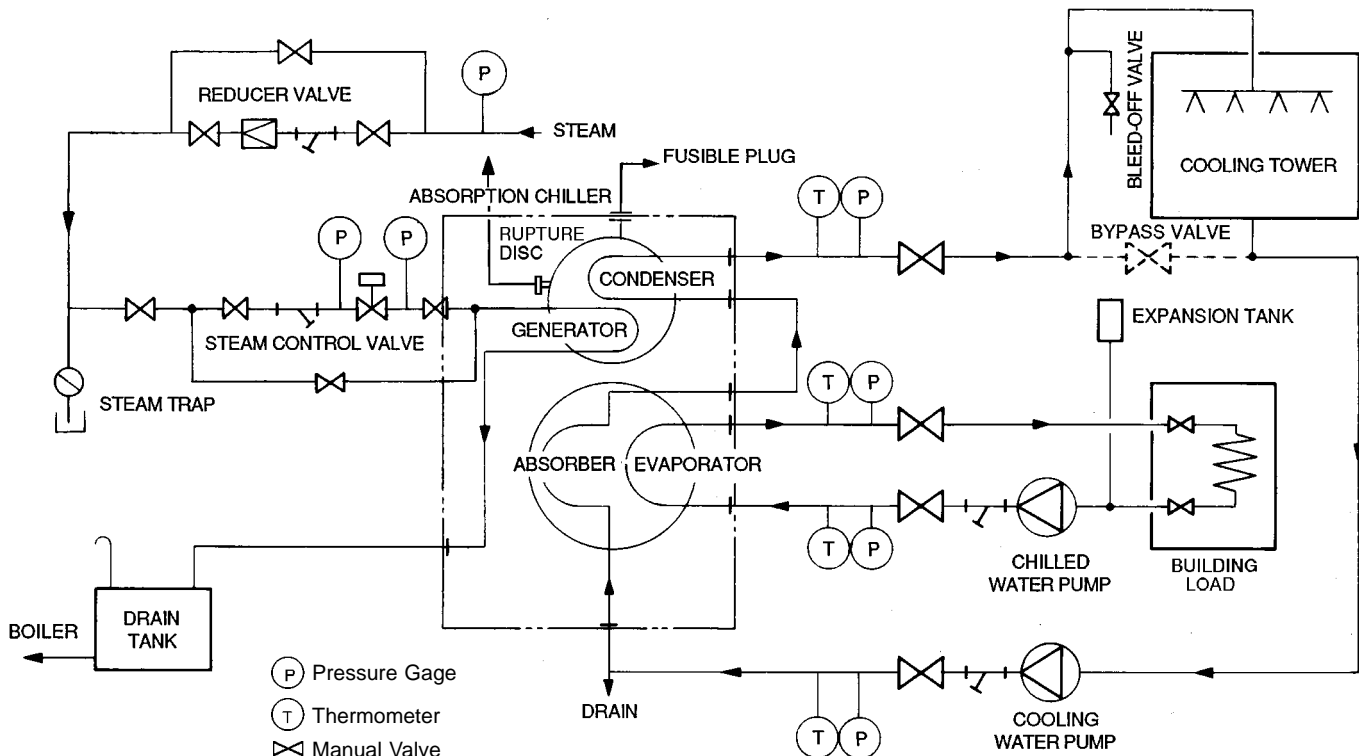 P
REDUCER VALVE
STEAM
BLEED-OFF VALVE
COOLING TOWER
FUSIBLE PLUG
ABSORPTION CHILLER
T P
P P
RUPTURE
DISC
BYPASS VALVE
CONDENSER
EXPANSION TANK
GENERATOR
STEAM CONTROL VALVE
T P
STEAM TRAP
ABSORBER
EVAPORATOR
T P
CHILLED
WATER PUMP
BUILDING
LOAD
DRAIN
TANK
BOILER
P Pressure Gage
T Thermometer
Manual Valve
DRAIN
T P
COOLING
WATER PUMP